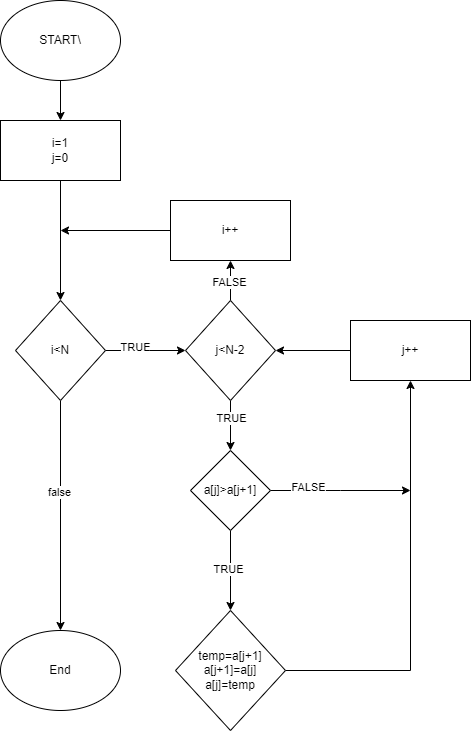 START\
i=1
j=0
i++
FALSE
i<N
TRUE
j<N-2
j++
TRUE
a[j]>a[j+1]
FALSE
false
TRUE
temp=a[j+1]
a[j+1]=a[j]
a[j]=temp
End